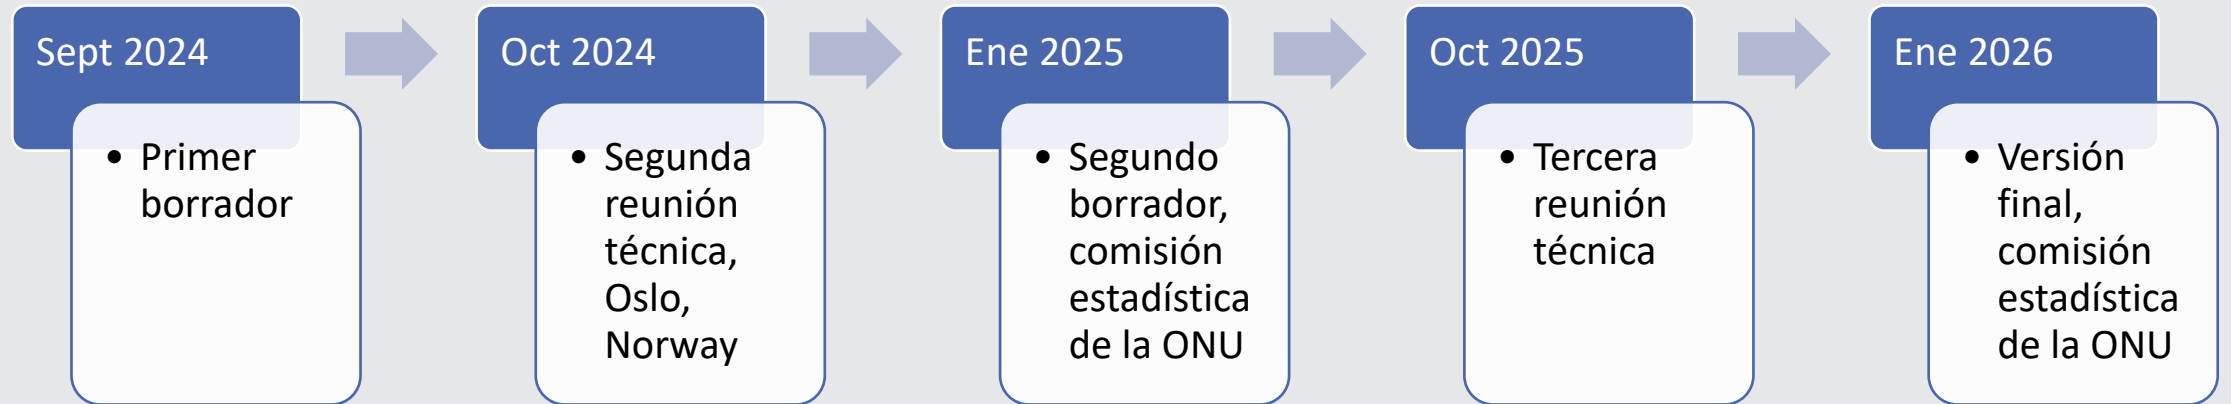 Sept 2024
• Primer
borrador
Oct 2024
• Segunda
reunión
técnica,
Oslo,
Norway
Ene 2025
• Segundo
borrador,
comisión
estadística
de la ONU
Oct 2025
• Tercera
reunión
técnica
Ene 2026
• Versión
final,
comisión
estadística
de la ONU